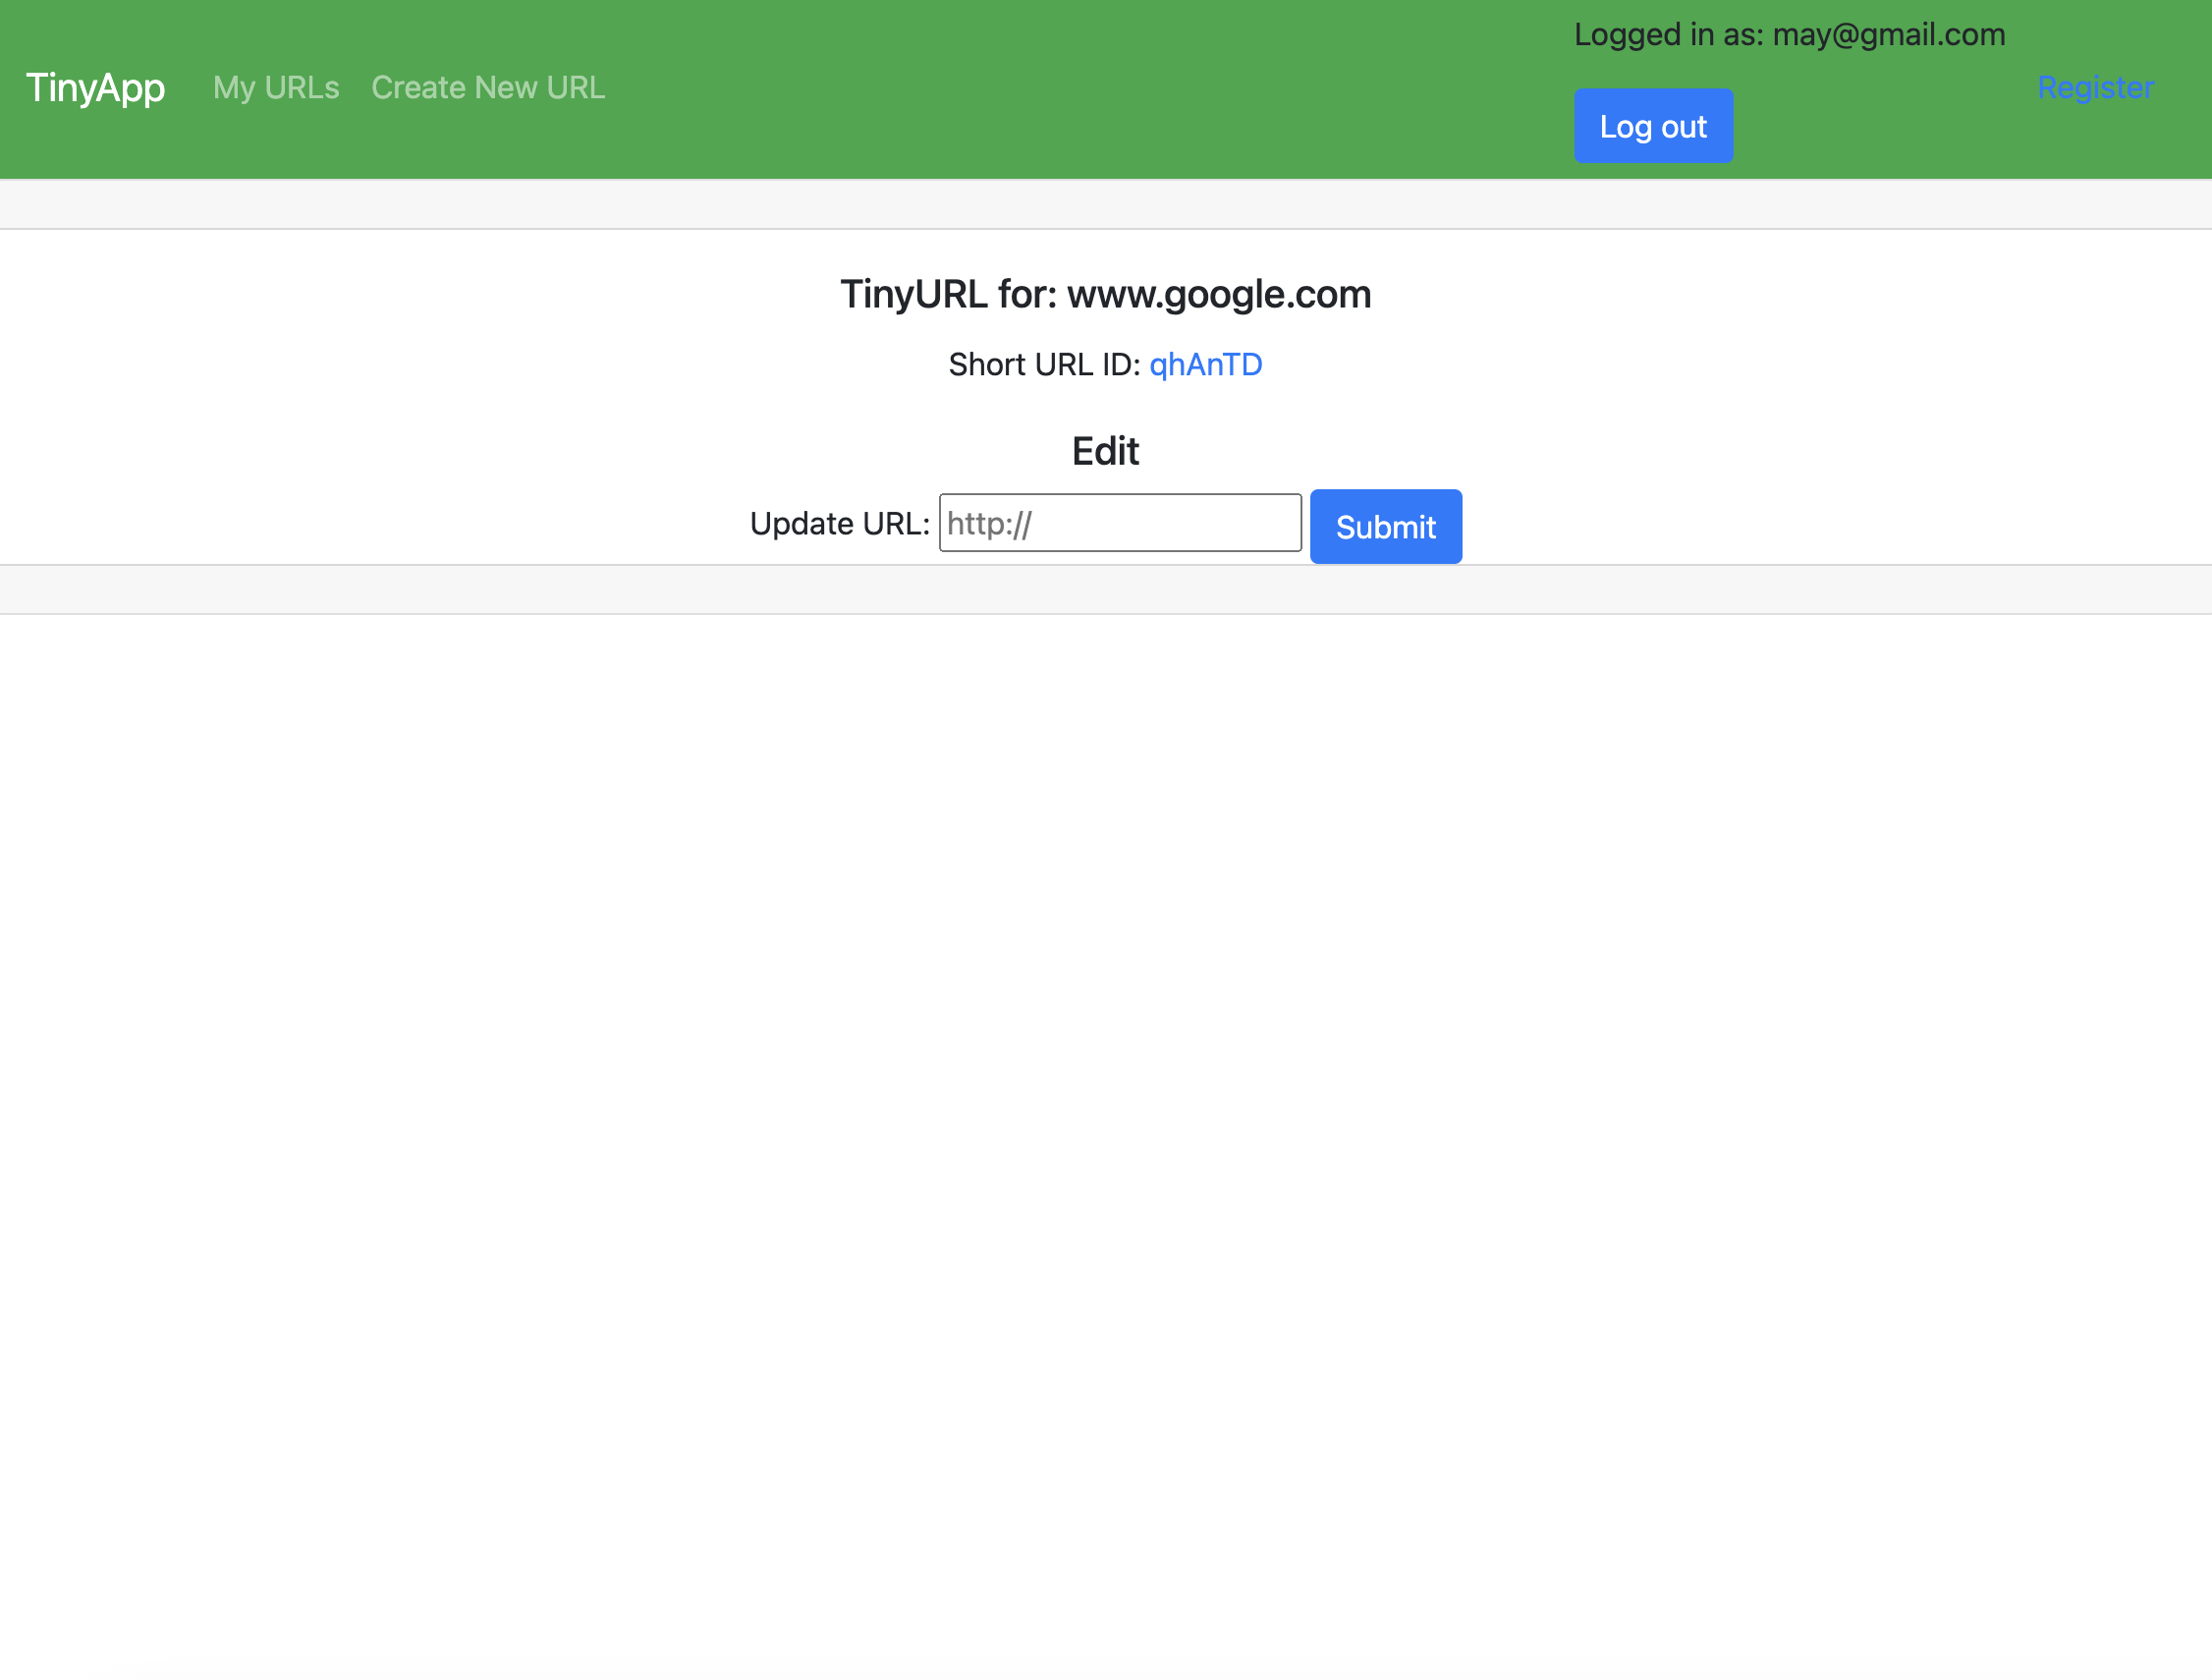 Logged in as: may@gmail.com
TinyApp My URLs Create New URL Register
Log out
TinyURL for: www.google.com
Short URL ID: qhAnTD
Edit
Update URL: http:// Submit